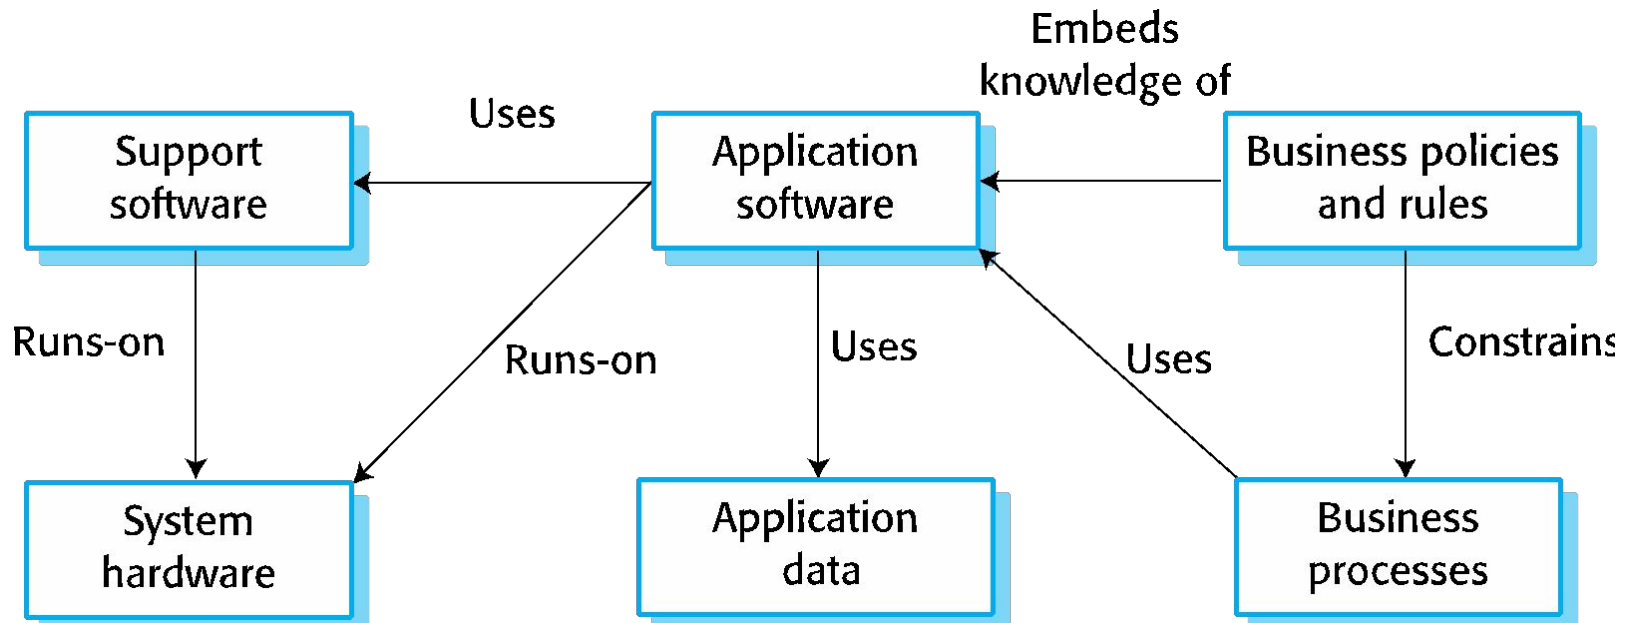 Embeds
knowledge of
Uses
Support
software
Application
software
Business policies
and rules
Runs-on
Runs-on
Uses
Uses
Constrains
System
hardware
Application
data
Business
processes